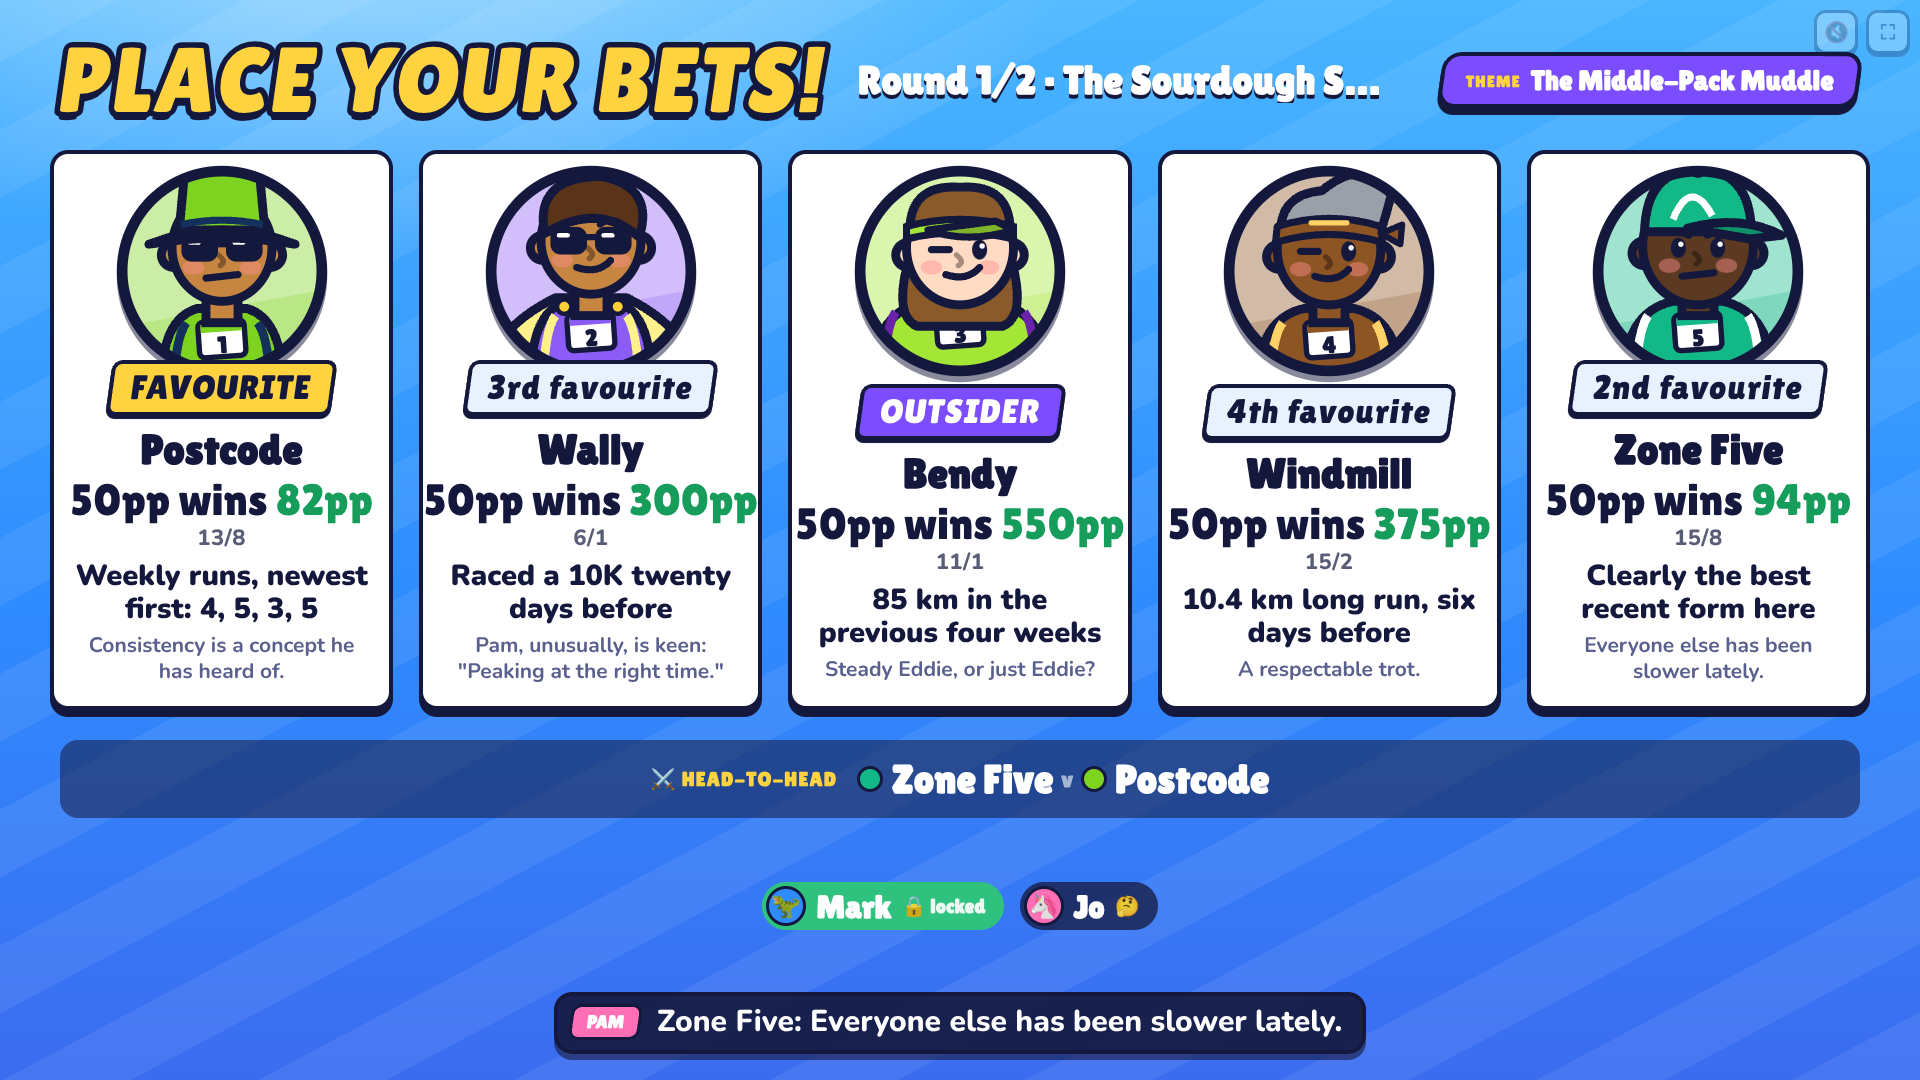 PLACE YOUR BETS!
Round 1/2 · The Sourdough S...
THEME The Middle-Pack Muddle
1
FAVOURITE
Postcode
50pp wins 82pp
13/8
Weekly runs, newest
first: 4, 5, 3, 5
Consistency is a concept he
has heard of.
2
3rd favourite
Wally
50pp wins 300pp
6/1
Raced a 10K twenty
days before
Pam, unusually, is keen:
"Peaking at the right time."
3
OUTSIDER
Bendy
50pp wins 550pp
11/1
85 km in the
previous four weeks
Steady Eddie, or just Eddie?
4
4th favourite
Windmill
50pp wins 375pp
15/2
10.4 km long run, six
days before
A respectable trot.
5
2nd favourite
Zone Five
50pp wins 94pp
15/8
Clearly the best
recent form here
Everyone else has been
slower lately.
HEAD-TO-HEAD Zone Five v Postcode
Mark locked
Jo
PAM Zone Five: Everyone else has been slower lately.